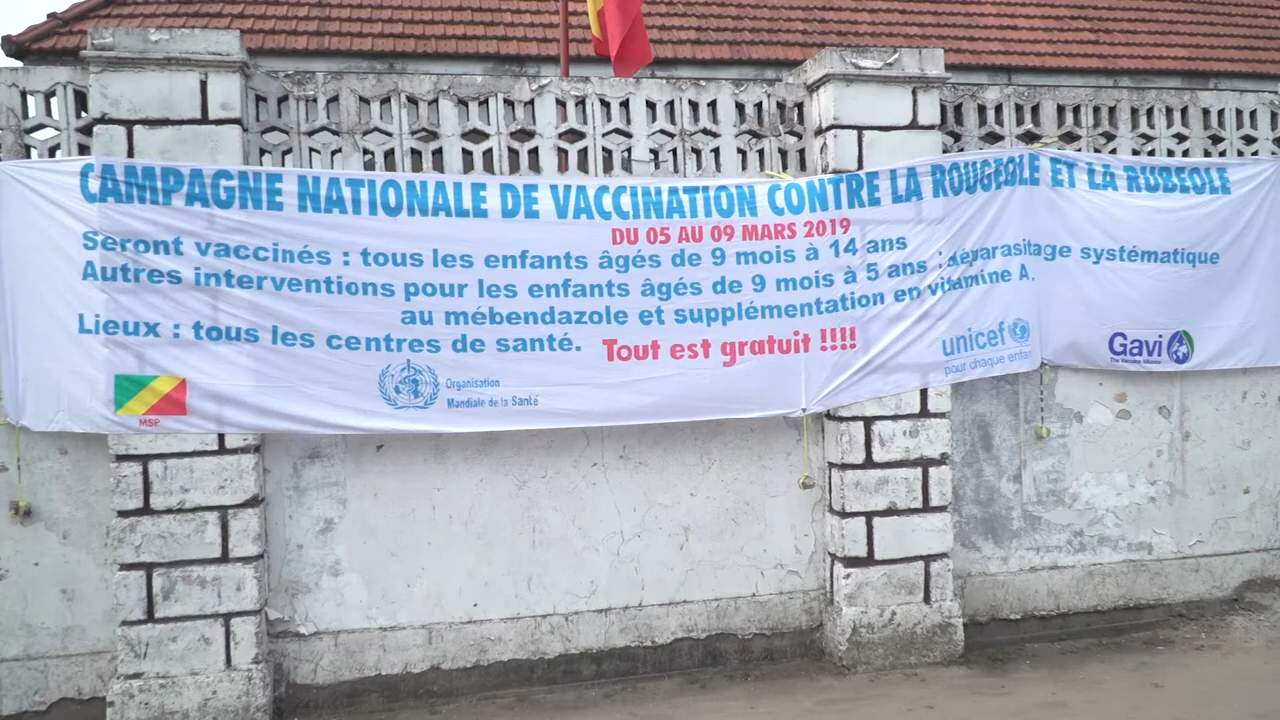 CAMPAGNE NATIONALE DE VACCINATION CONTRE LA ROUGEOLE ET LA RUBEOLE
DU 05 AU 09 MARS 2019
Seront vaccinés : tous les enfants âgés de 9 mois à 14 ans
Autres interventions pour les enfants âgés de 9 mois à 5 ans : déparasitage systématique
au mébendazole et supplémentation en vitamine A.
Lieux : tous les centres de santé. Tout est gratuit !!!!
MSP
Organisation
Mondiale de la Santé
unicef
pour chaque enfant
Gavi
The Vaccine Alliance